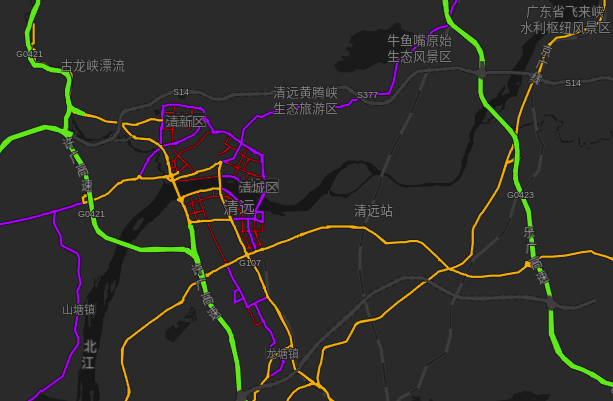 广东省飞来峡
水利枢纽风景区
牛鱼嘴原始
生态风景区
G0421
古龙峡漂流
S14
清远黄腾峡
生态旅游区
S377
S14
清新区
清城区
清远
清远站
G0423
G0421
G107
山塘镇
北
江
龙塘镇